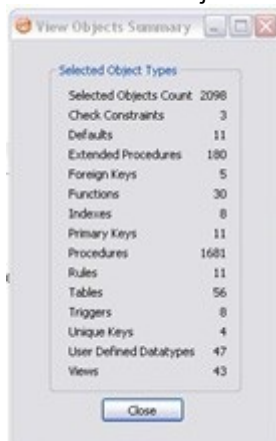 View Objects Summary
Selected Object Types
Selected Objects Count 2098
Check Constraints 3
Defaults 11
Extended Procedures 180
Foreign Keys 5
Functions 30
Indexes 8
Primary Keys 11
Procedures 1681
Rules 11
Tables 56
Triggers 8
Unique Keys 4
User Defined Datatypes 47
Views 43
Close